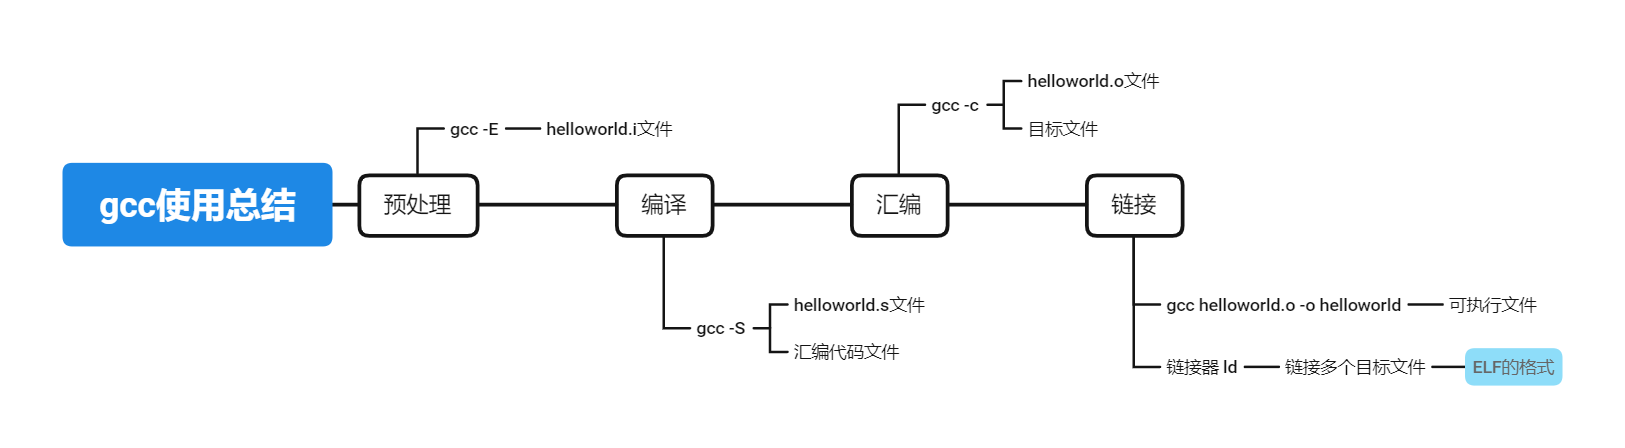 gcc使用总结
预处理
gcc -E
helloworld.i文件
编译
gcc -S
helloworld.s文件
汇编代码文件
汇编
gcc -c
helloworld.o文件
目标文件
链接
gcc helloworld.o -o helloworld
可执行文件
链接器 ld
链接多个目标文件
ELF的格式